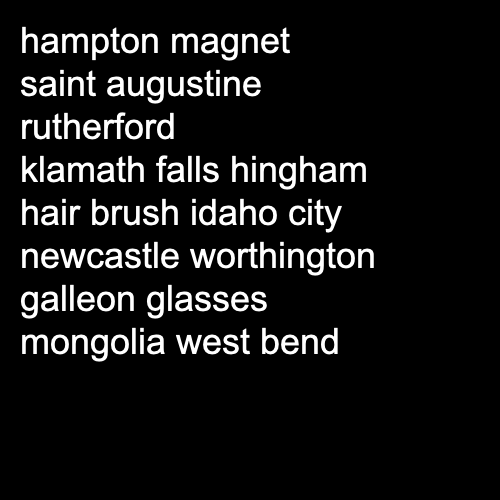 hampton magnet
saint augustine
rutherford
klamath falls hingham
hair brush idaho city
newcastle worthington
galleon glasses
mongolia west bend